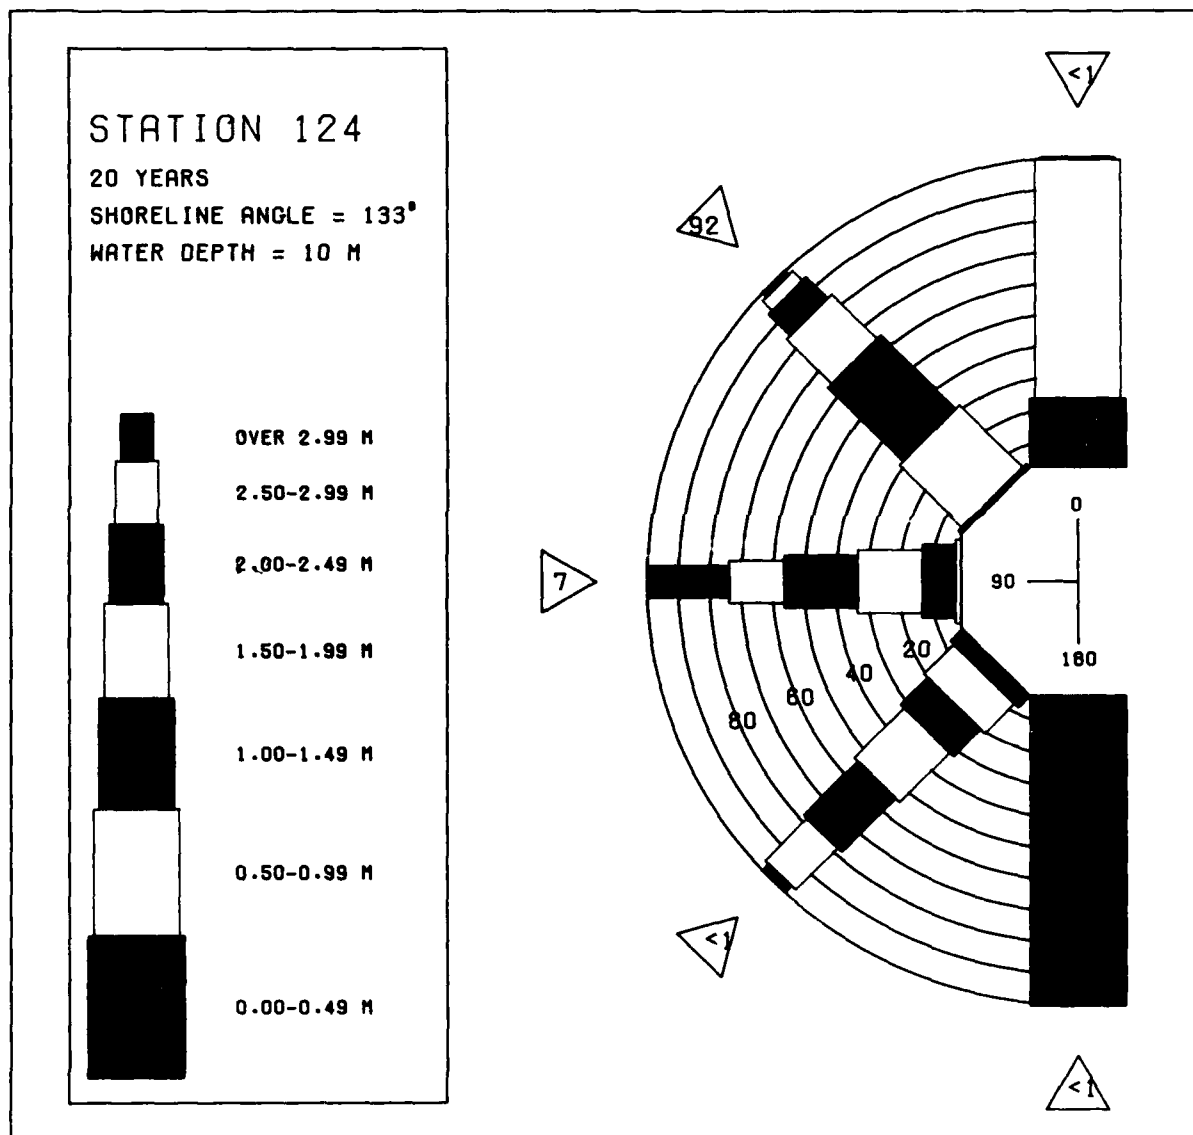 STATION 124
20 YEARS
SHORELINE ANGLE = 133°
WATER DEPTH = 10 M
OVER 2.99 M
2.50-2.99 M
2.00-2.49 M
1.50-1.99 M
1.00-1.49 M
0.50-0.99 M
0.00-0.49 M
<1
92
0
7
90
20
180
40
60
80
<1
<1